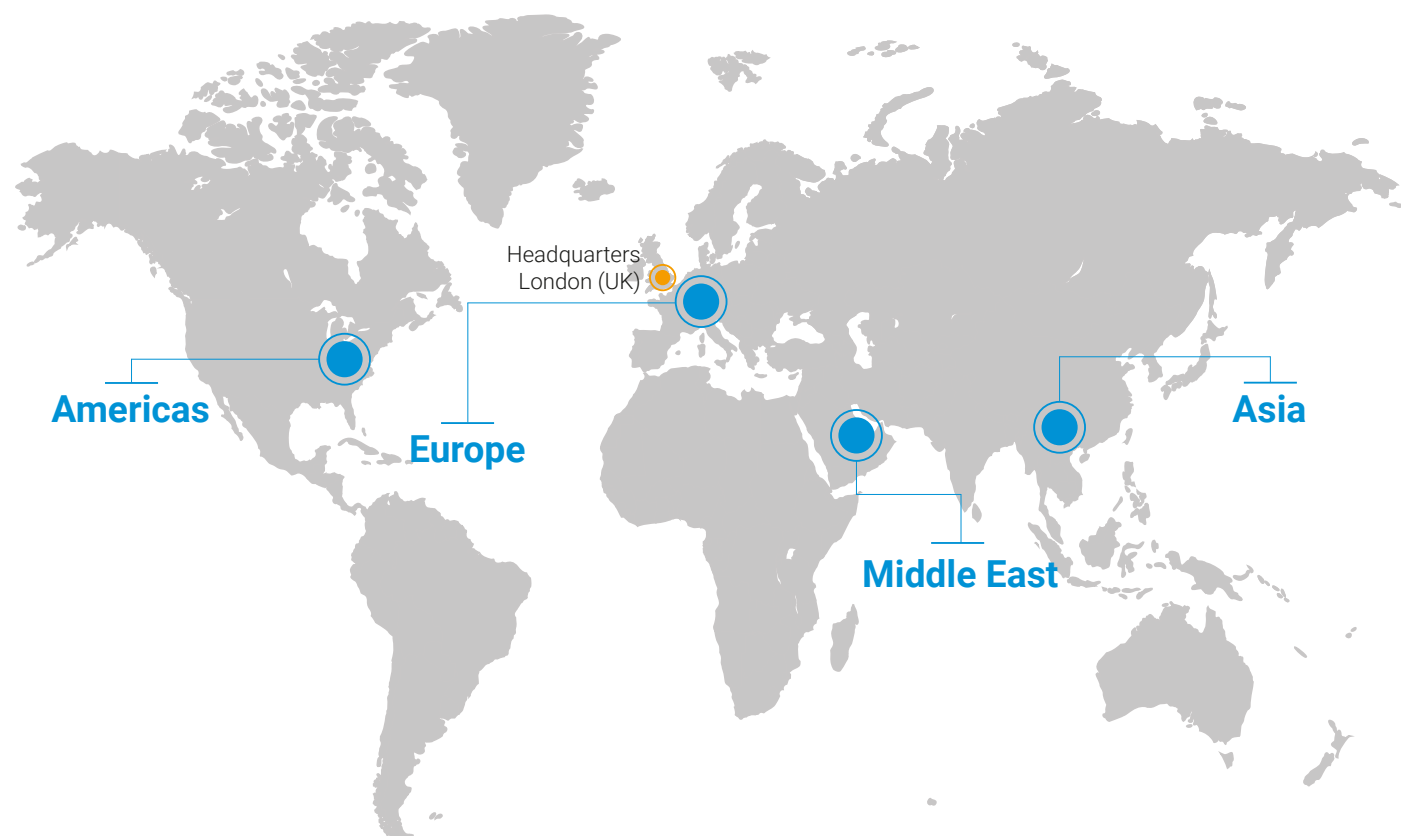 Headquarters
London (UK)
Americas
Europe
Asia
Middle East